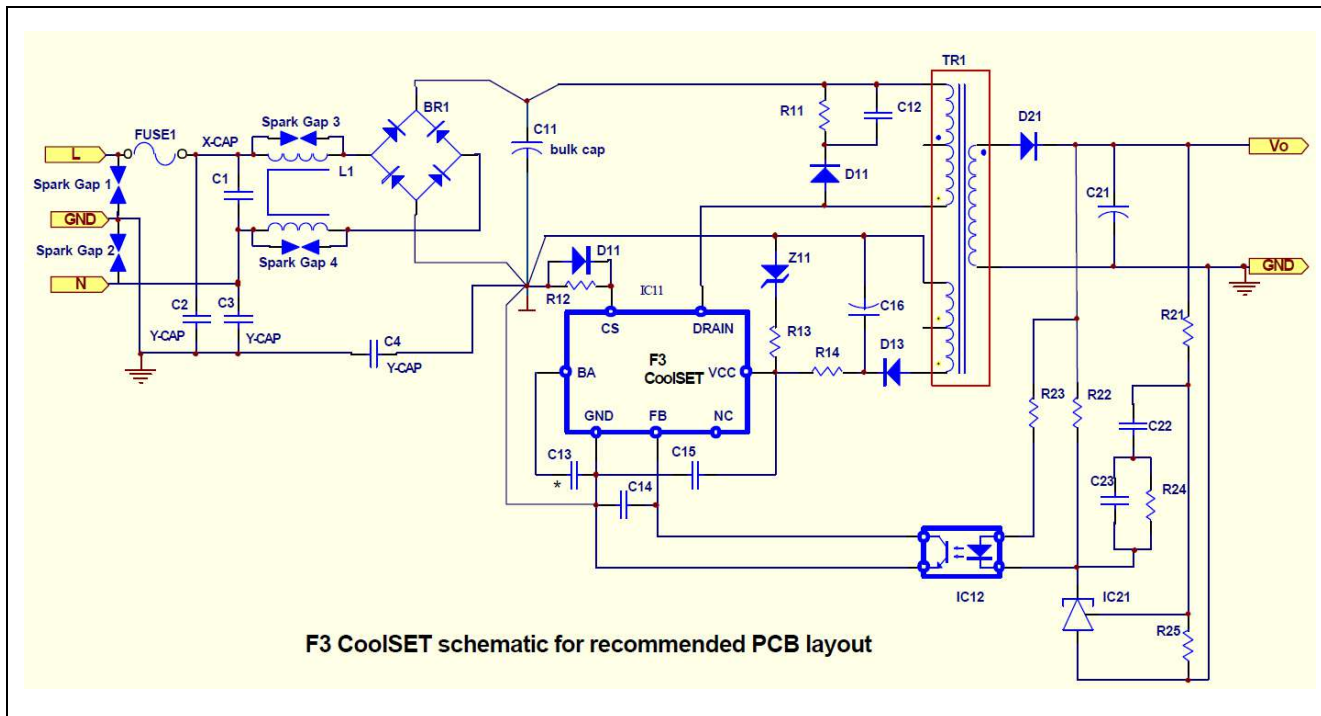 TR1
BR1
R11
C12
Spark Gap 3
C11
bulk cap
FUSE1
D21
X-CAP
Vo
L
L1
C1
D11
Spark Gap 1
C21
GND
Spark Gap 2
Spark Gap 4
D11
Z11
GND
N
R12
IC11
C16
C2
C3
CS
DRAIN
R21
Y-CAP
Y-CAP
C4
Y-CAP
R13
R14
D13
F3
CoolSET
BA
VCC
R23
R22
GND
FB
NC
C22
C13
C15
*
C14
C23
R24
IC12
IC21
R25
F3 CoolSET schematic for recommended PCB layout